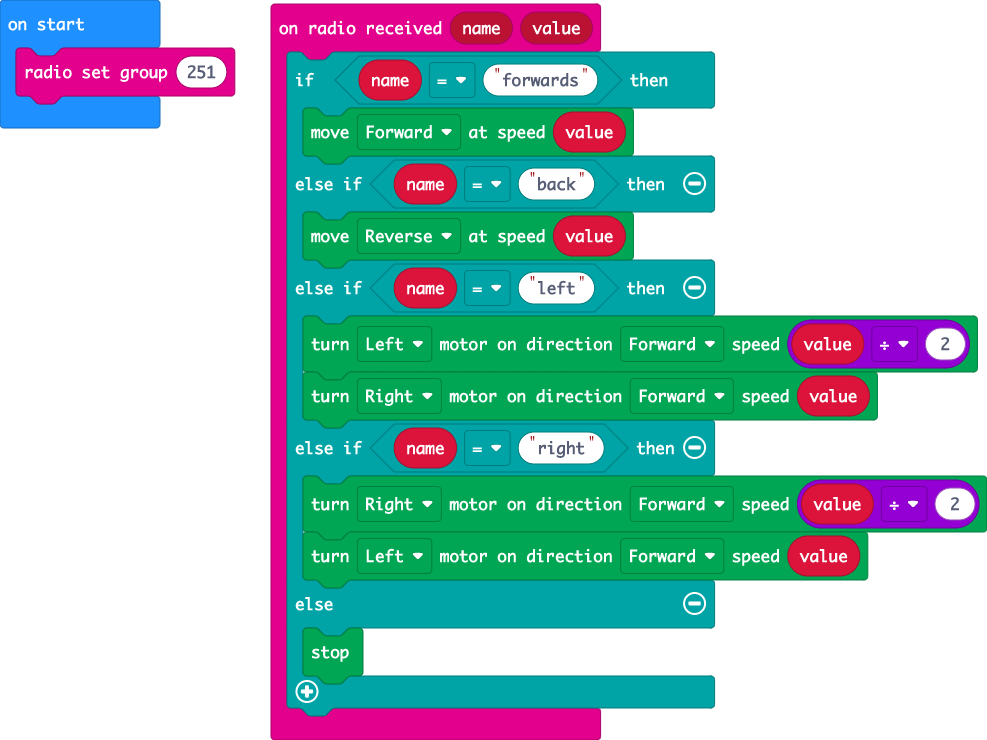 on start
radio set group 251
on radio received name value
if name = "forwards" then
move Forward at speed value
else if name = "back" then
move Reverse at speed value
else if name = "left" then
turn Left motor on direction Forward speed value ÷ 2
turn Right motor on direction Forward speed value
else if name = "right" then
turn Right motor on direction Forward speed value ÷ 2
turn Left motor on direction Forward speed value
else
stop